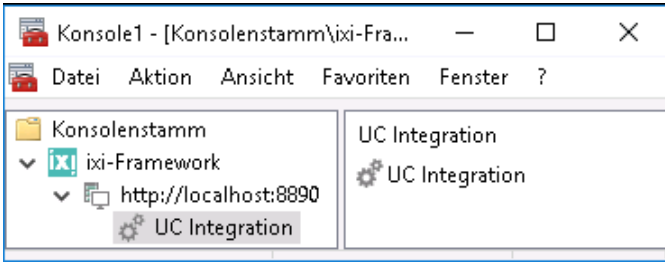 Konsole1 - [Konsolenstamm\ixi-Fra...
Datei Aktion Ansicht Favoriten Fenster ?
Konsolenstamm
ixi-Framework
http://localhost:8890
UC Integration
UC Integration
UC Integration